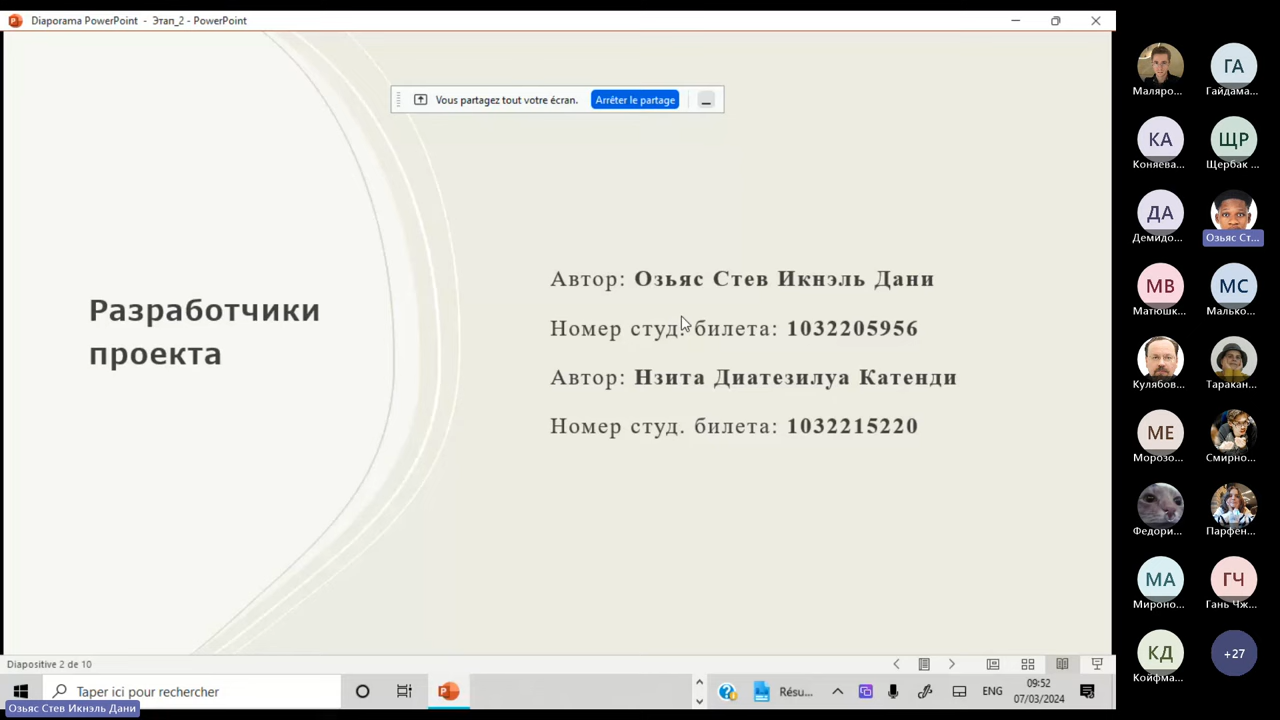 Diaporama PowerPoint - Этап_2 - PowerPoint
Vous partagez tout votre écran. Arrêter le partage
Разработчики
проекта
Автор: Озьяс Стев Икнэль Дани
Номер студ. билета: 1032205956
Автор: Нзита Диатезилуа Катенди
Номер студ. билета: 1032215220
Маляро... ГА Гайдама...
КА Коняева... ЩР Щербак ...
ДА Демидо... Озьяс Ст...
МВ Матюшк... МС Малько...
Кулябов... Таракан...
МЕ Морозо... Смирно...
Федори... Парфен...
МА Мироно... ГЧ Гань Чж...
КД Койфма... +27
Diapositive 2 de 10
Taper ici pour rechercher
Résu...
ENG
09:52
07/03/2024
Озьяс Стев Икнэль Дани